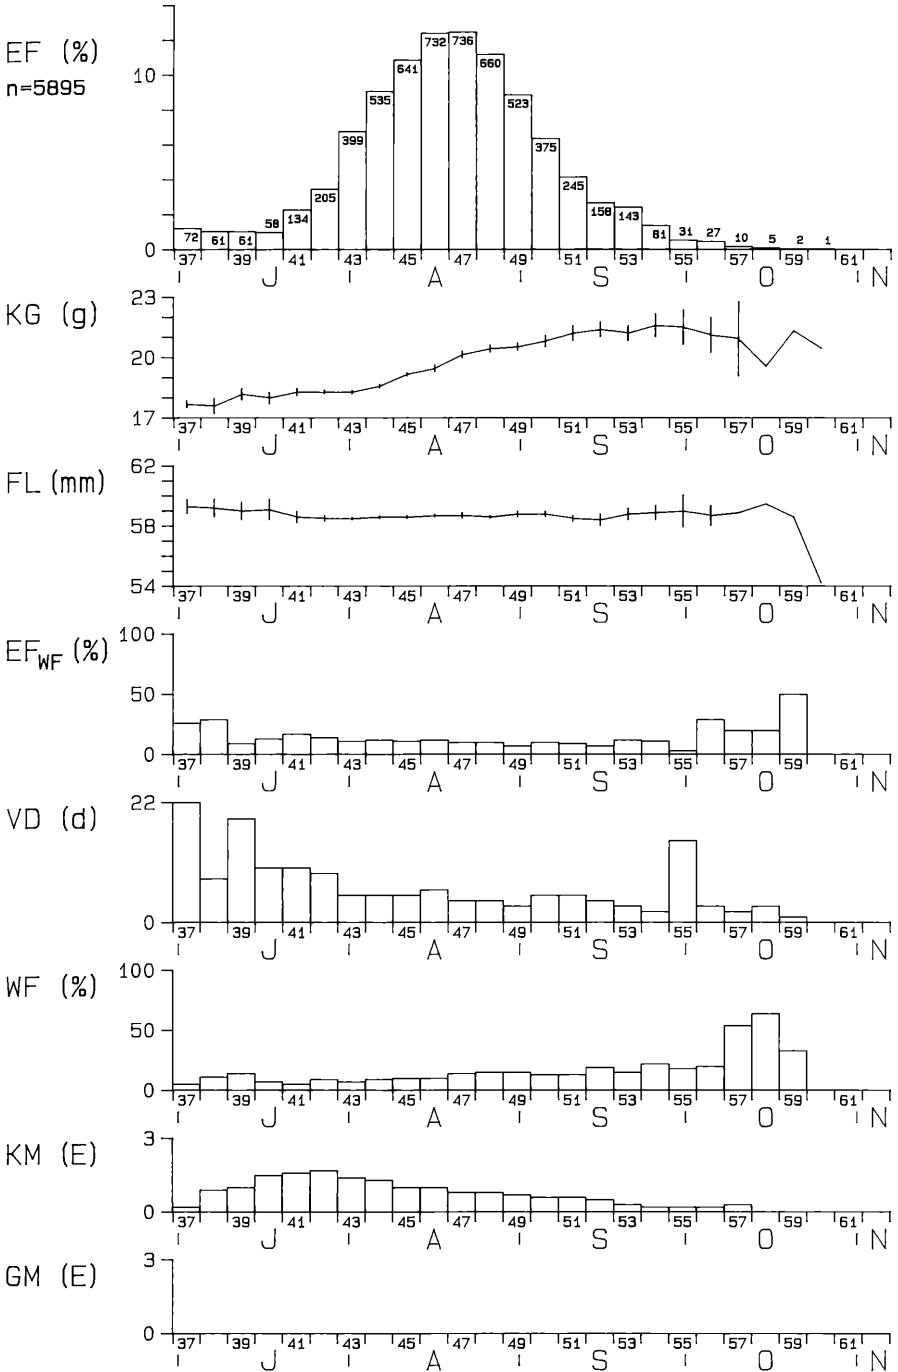 EF (%)
n=5895
10
0
72 61 61 58 134 205 399 535 641 732 736 660 523 375 245 158 143 81 31 27 10 5 2 1
37 39 41 43 45 47 49 51 53 55 57 59 61
J A S O N
KG (g)
23
20
17
37 39 41 43 45 47 49 51 53 55 57 59 61
J A S O N
FL (mm)
62
58
54
37 39 41 43 45 47 49 51 53 55 57 59 61
J A S O N
EFWF (%)
100
50
0
37 39 41 43 45 47 49 51 53 55 57 59 61
J A S O N
VD (d)
22
0
37 39 41 43 45 47 49 51 53 55 57 59 61
J A S O N
WF (%)
100
50
0
37 39 41 43 45 47 49 51 53 55 57 59 61
J A S O N
KM (E)
3
0
37 39 41 43 45 47 49 51 53 55 57 59 61
J A S O N
GM (E)
3
0
37 39 41 43 45 47 49 51 53 55 57 59 61
J A S O N